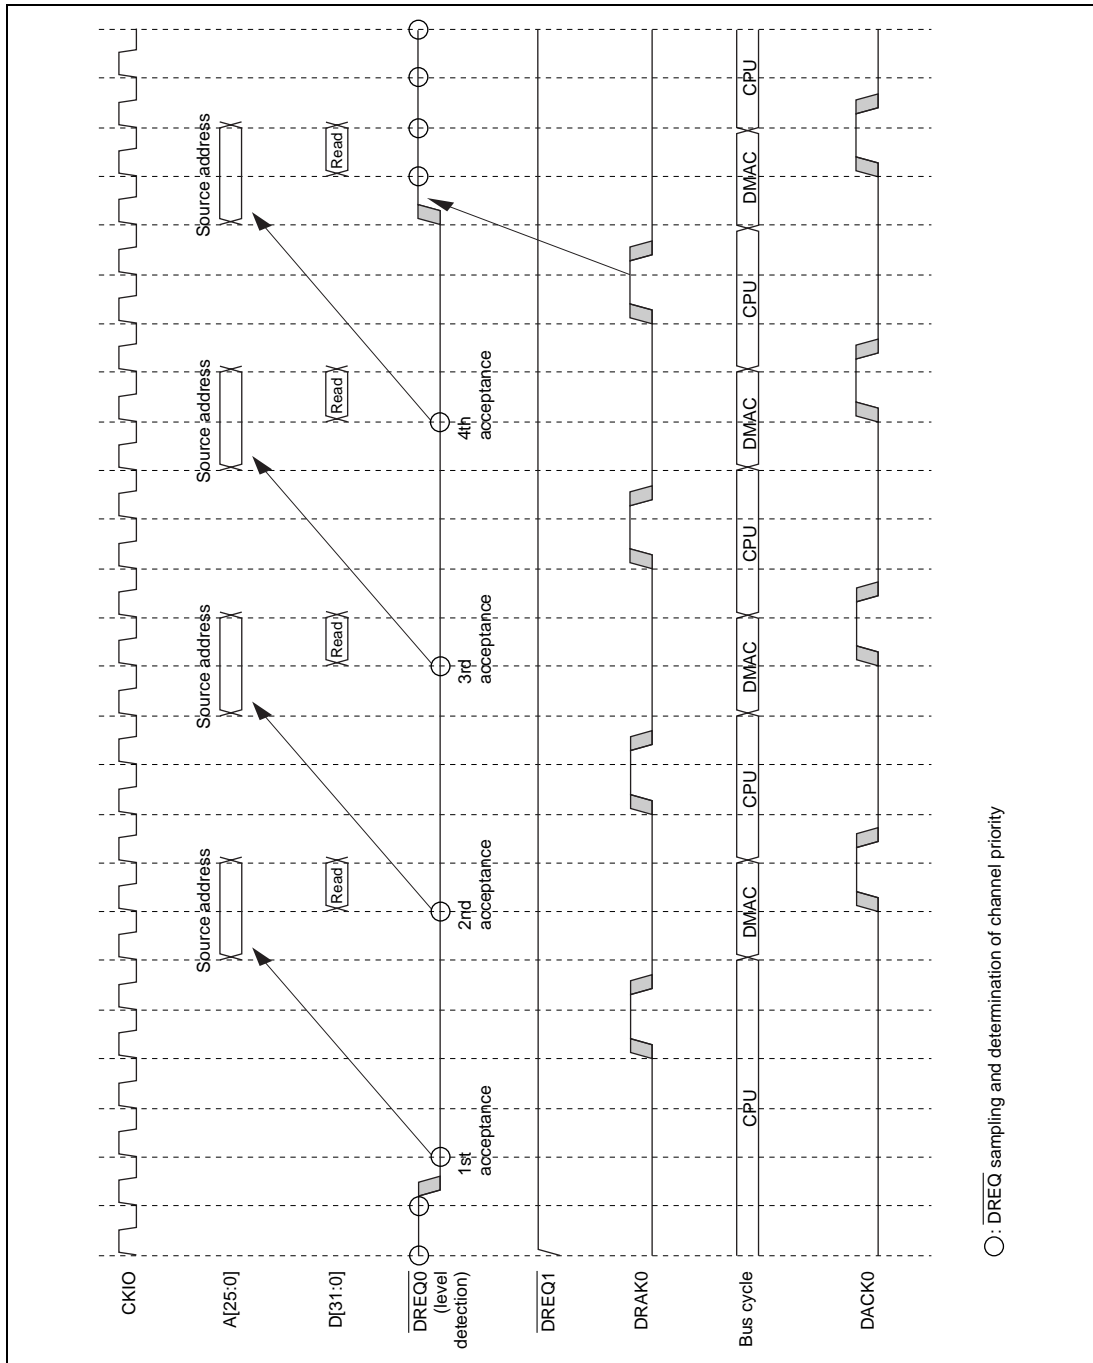 CKIO
A[25:0]
Source address
Source address
Source address
Source address
D[31:0]
Read
Read
Read
Read
DREQ0
(level
detection)
1st
acceptance
2nd
acceptance
3rd
acceptance
4th
acceptance
DREQ1
DRAK0
Bus cycle
CPU
DMAC
CPU
DMAC
CPU
DMAC
CPU
DMAC
CPU
DACK0
: DREQ sampling and determination of channel priority